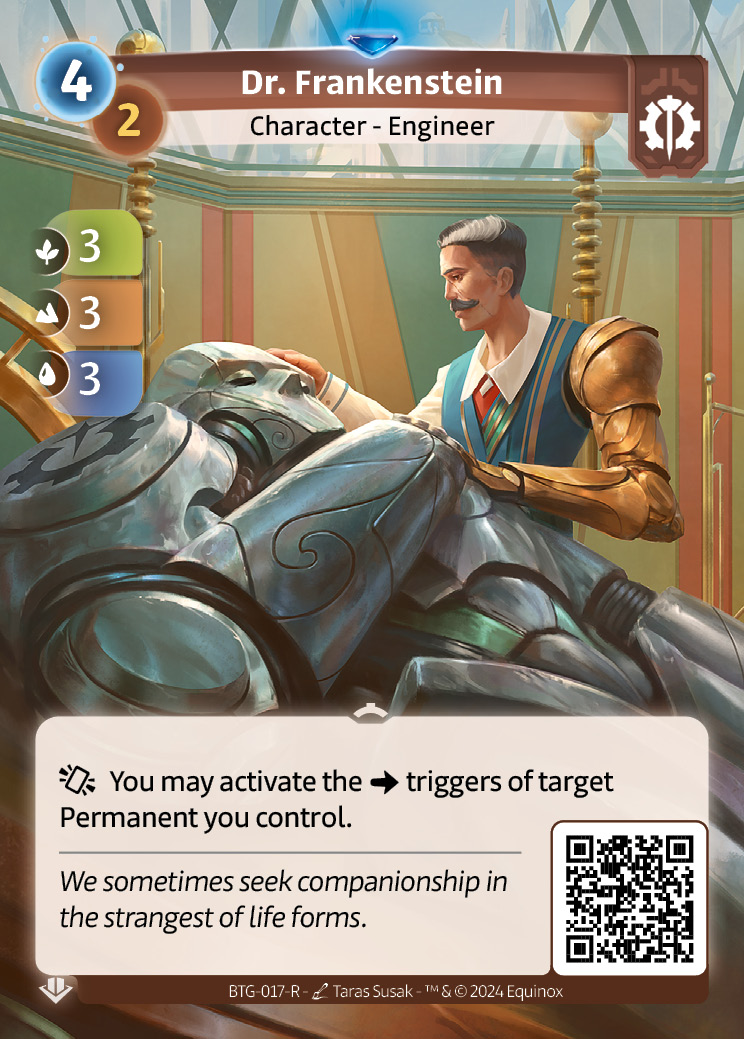 4
Dr. Frankenstein
2
Character - Engineer
3
3
3
You may activate the ➔ triggers of target
Permanent you control.
We sometimes seek companionship in
the strangest of life forms.
BTG-017-R - Taras Susak - ™ & © 2024 Equinox